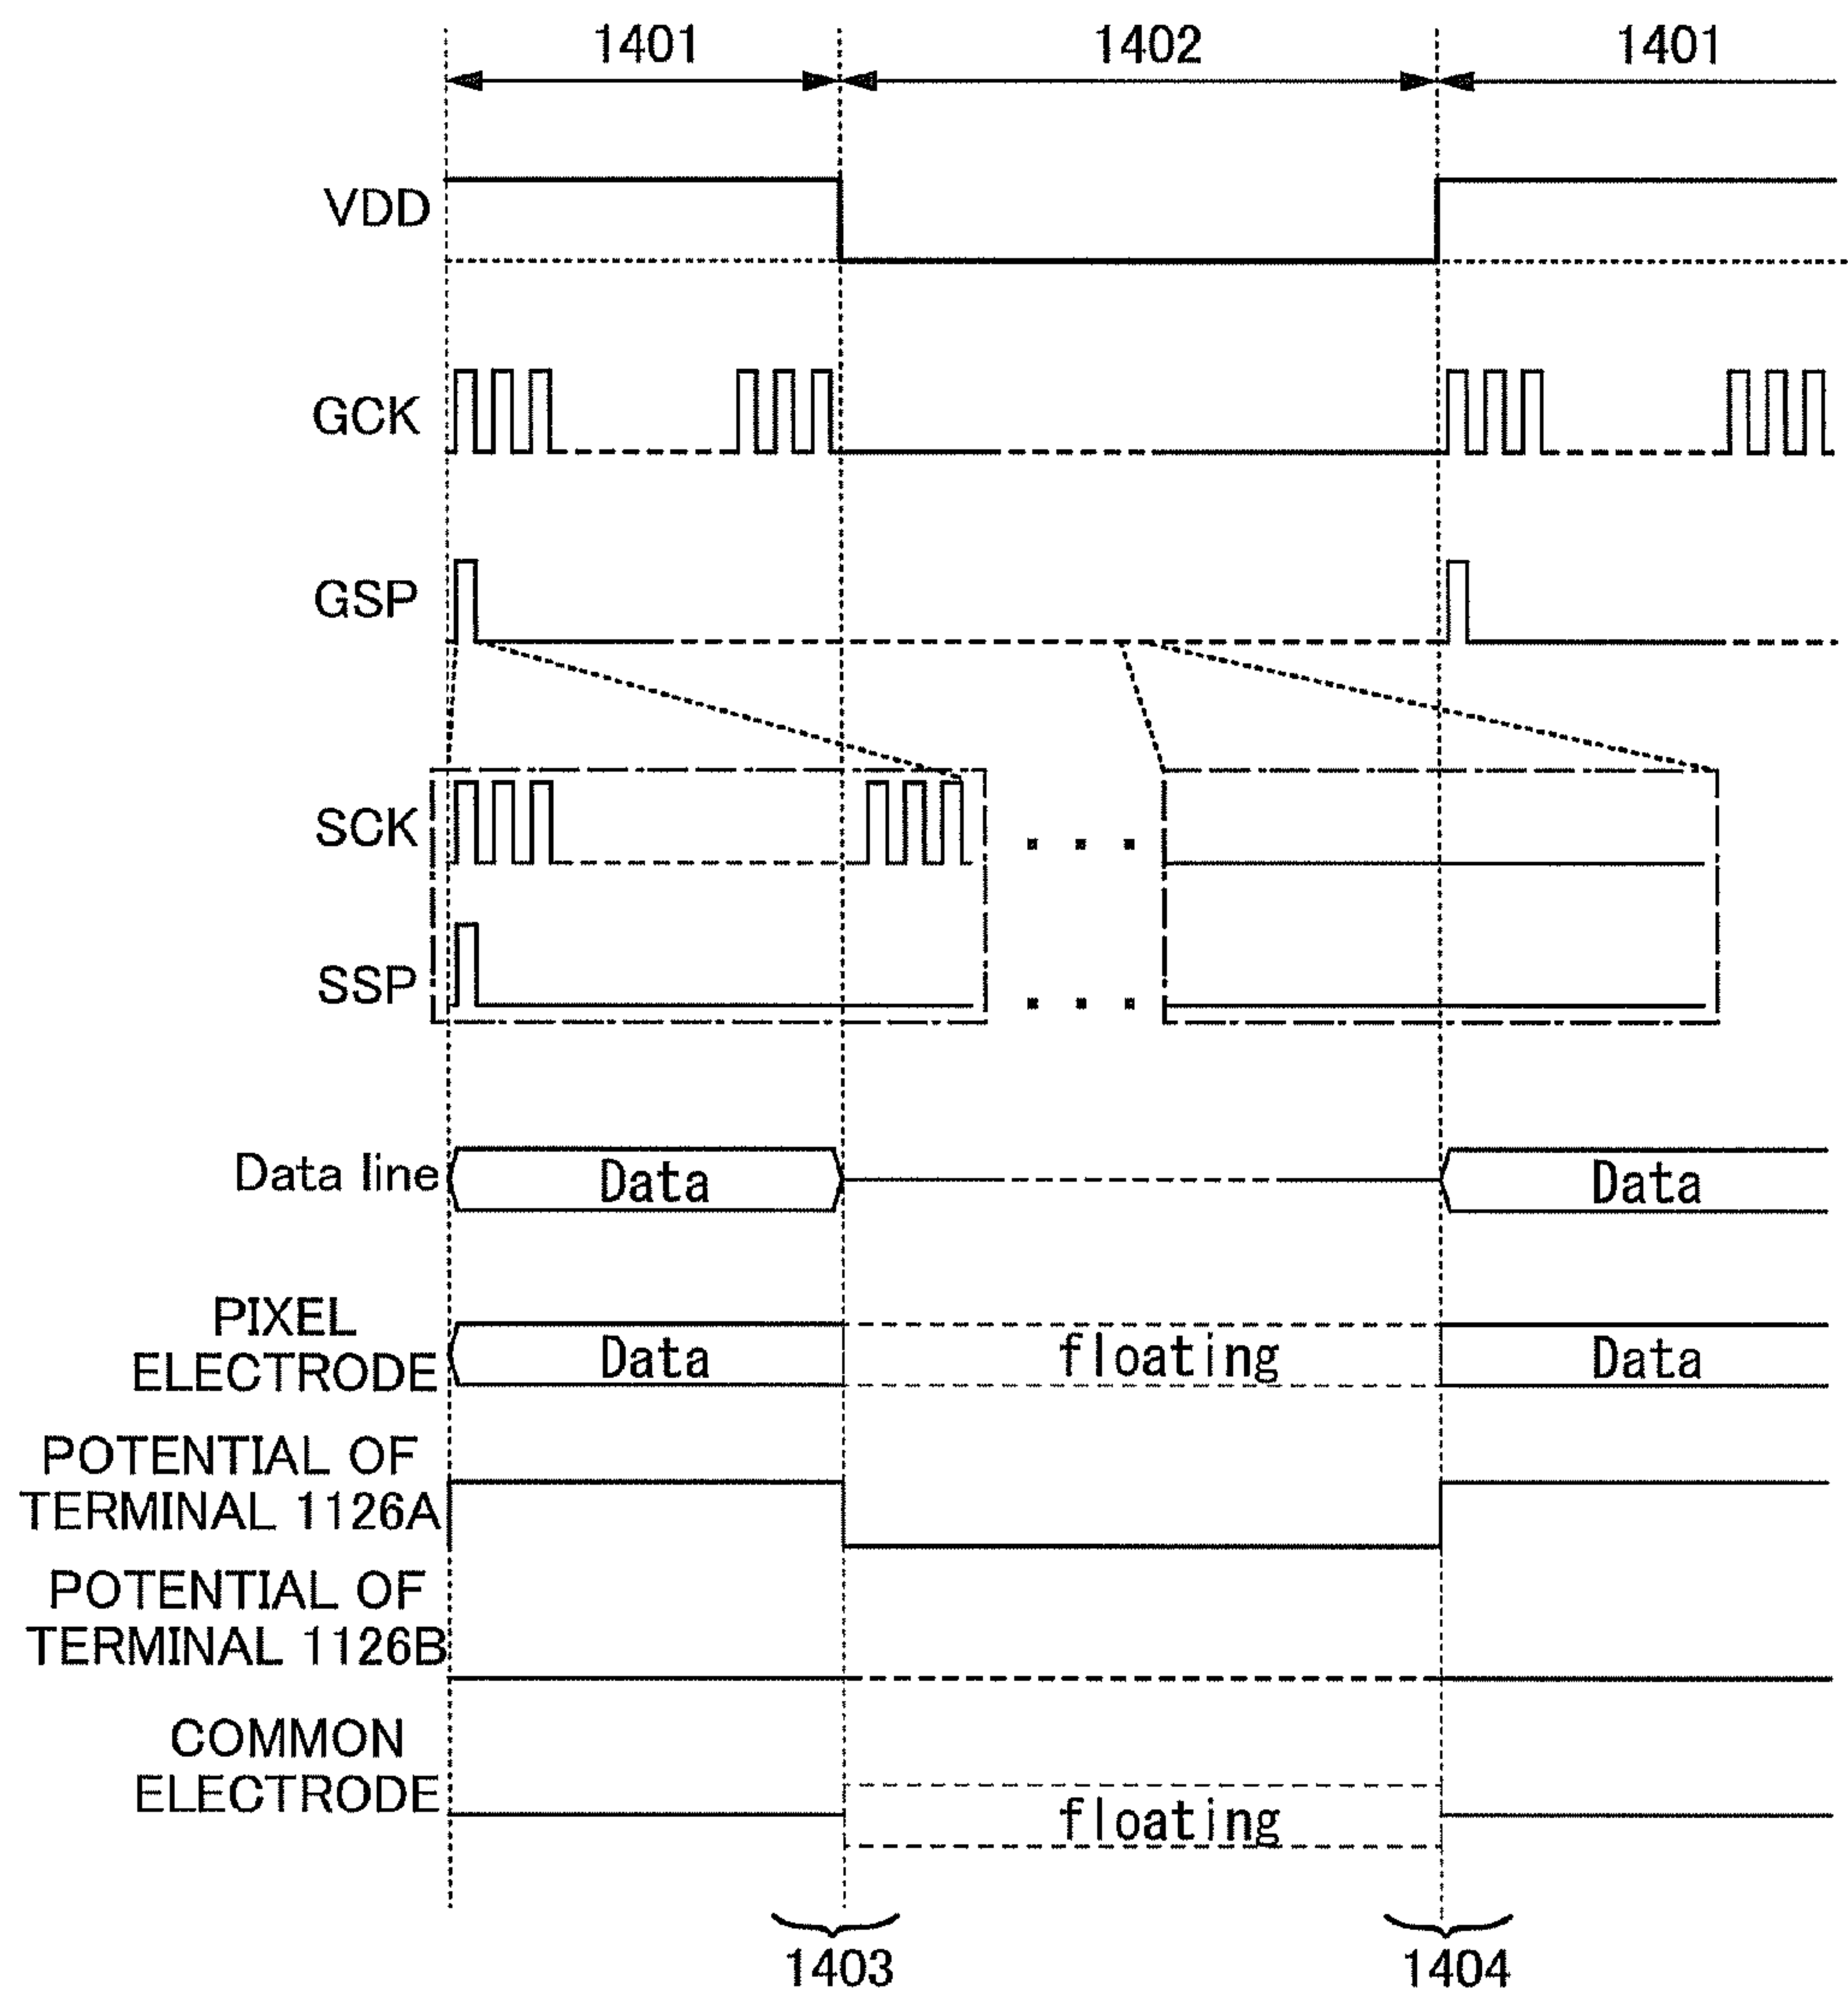 1401 1402 1401
VDD
GCK
GSP
SCK
SSP
Data line Data Data
PIXEL
ELECTRODE Data floating Data
POTENTIAL OF
TERMINAL 1126A
POTENTIAL OF
TERMINAL 1126B
COMMON
ELECTRODE floating
1403 1404